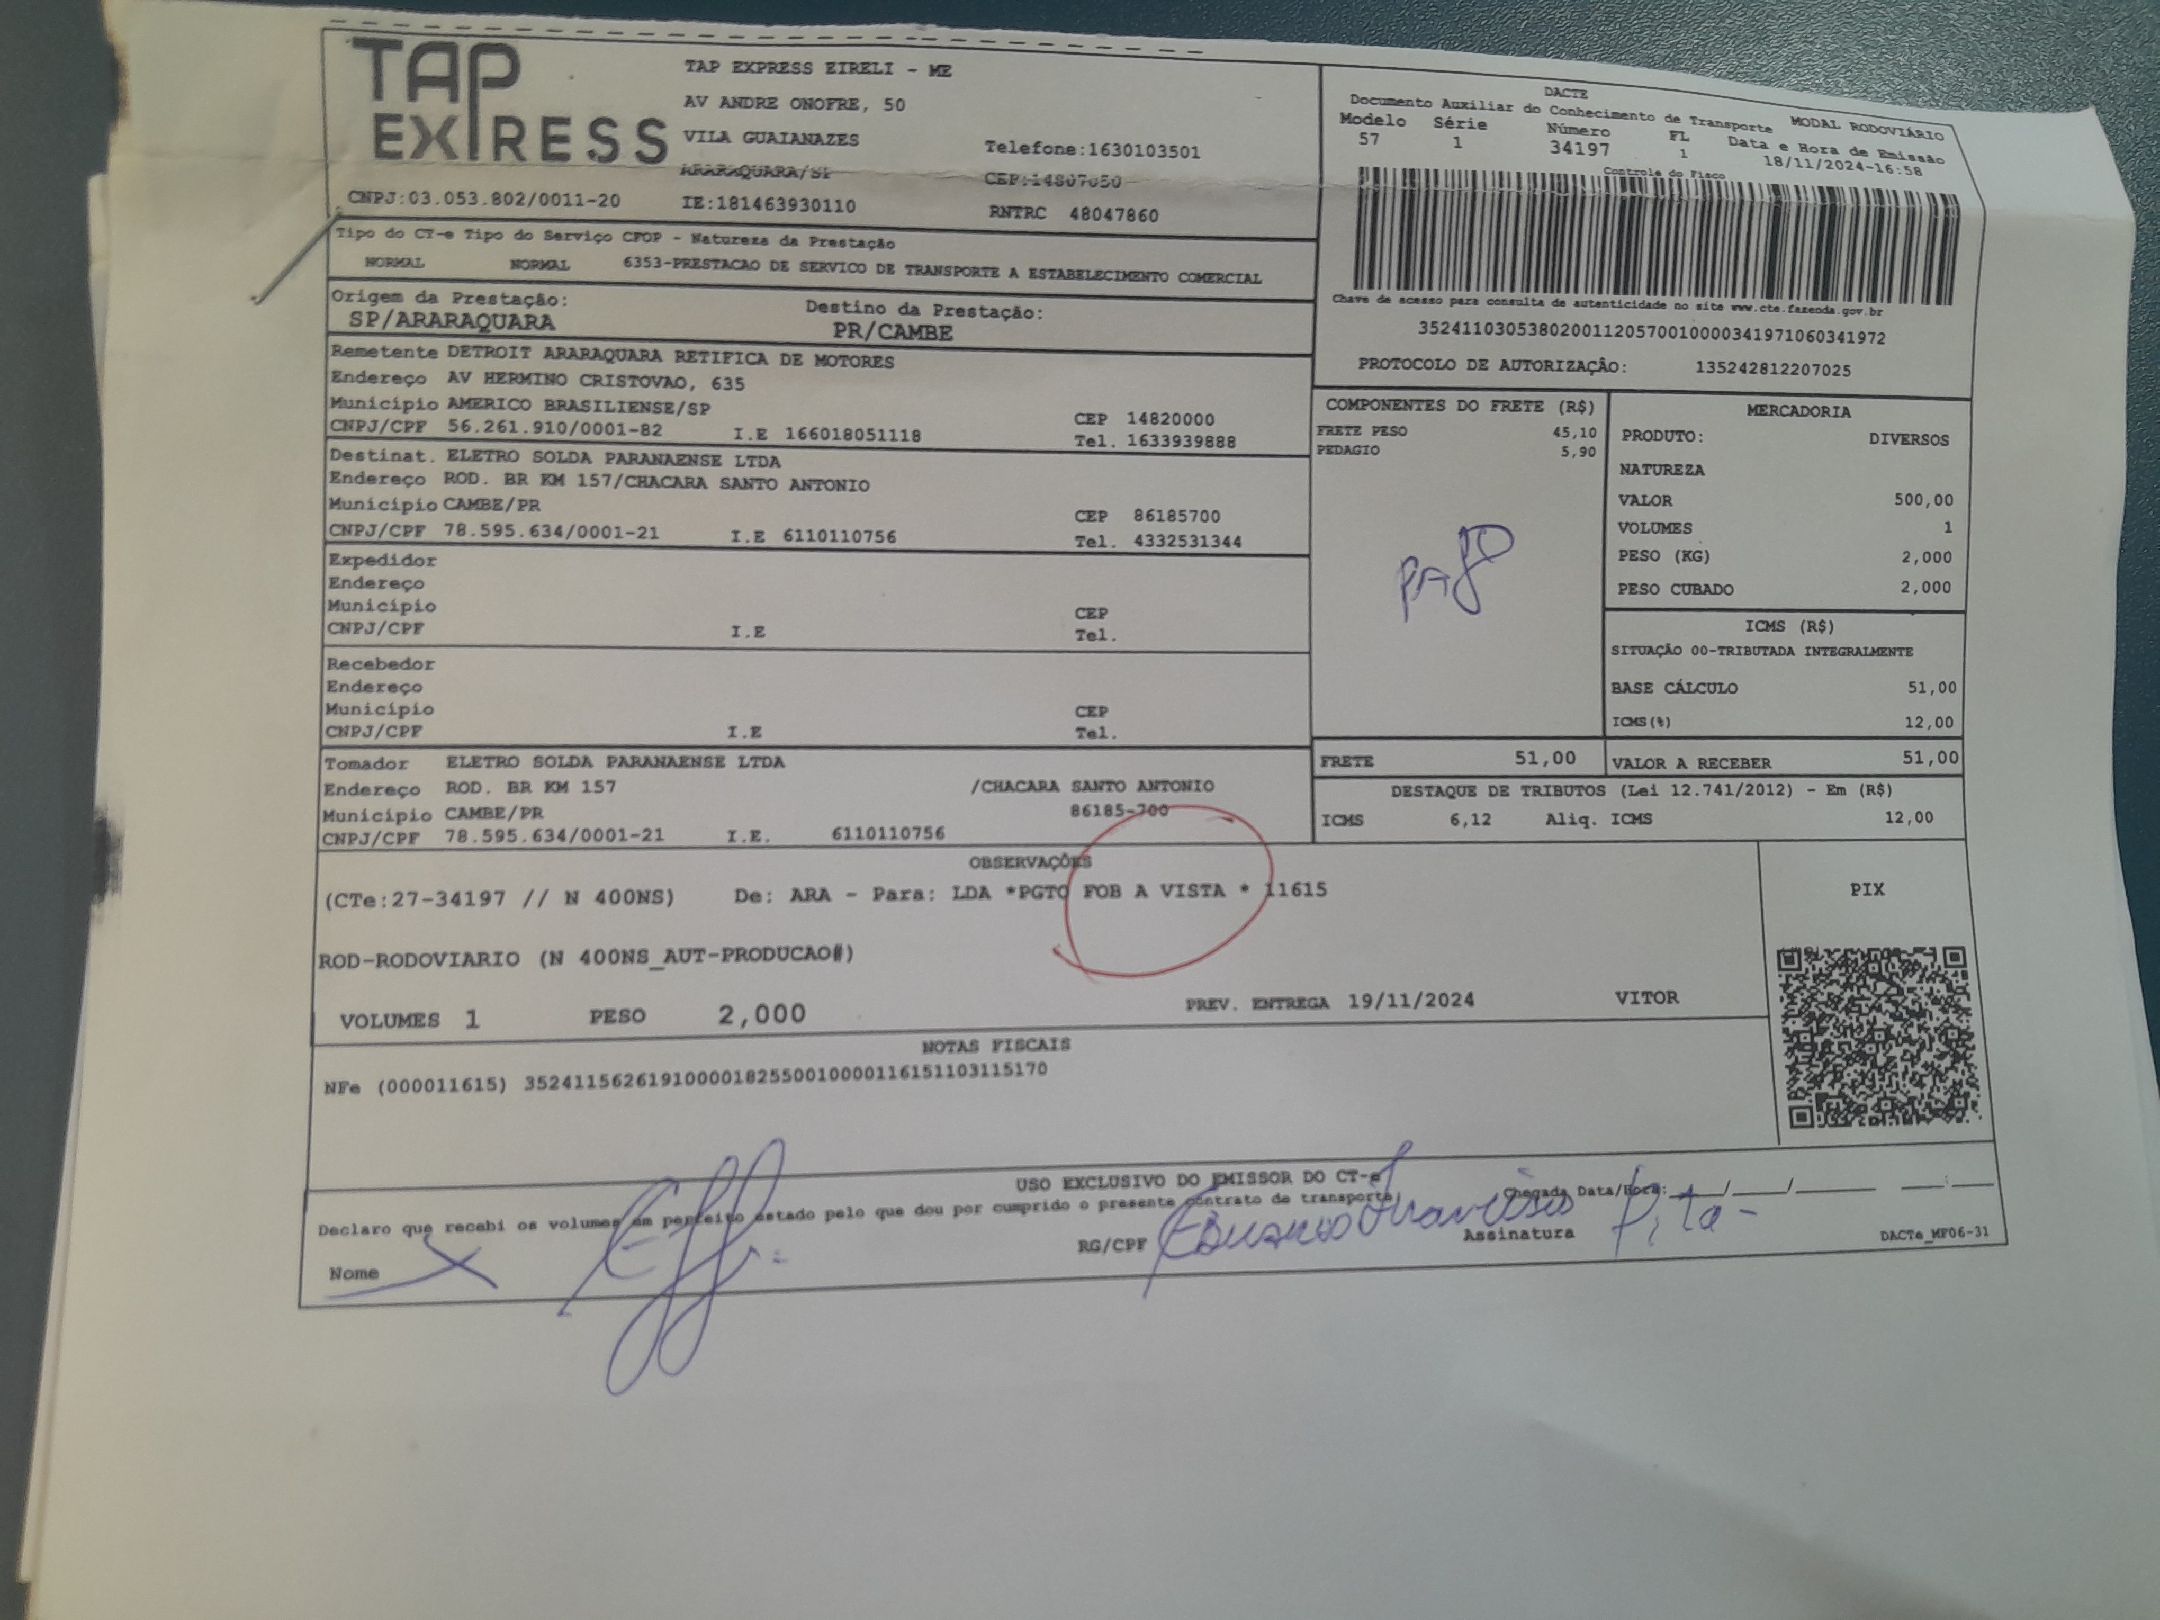 TAP EXPRESS
TAP EXPRESS EIRELI - ME
AV ANDRE ONOFRE, 50
VILA GUAIANAZES Telefone:1630103501
ARARAQUARA/SP CEP:14807050
CNPJ:03.053.802/0011-20 IE:181463930110 RNTRC 48047860
DACTE
Documento Auxiliar do Conhecimento de Transporte MODAL RODOVIÁRIO
Modelo Série Número FL Data e Hora de Emissão
57 1 34197 1 18/11/2024-16:58
Controle do Fisco
Chave de acesso para consulta de autenticidade no site www.cte.fazenda.gov.br
35241103053802001120570010000341971060341972
PROTOCOLO DE AUTORIZAÇÃO: 135242812207025
Tipo do CT-e Tipo do Serviço CFOP - Natureza da Prestação
NORMAL NORMAL 6353-PRESTACAO DE SERVICO DE TRANSPORTE A ESTABELECIMENTO COMERCIAL
Origem da Prestação: Destino da Prestação:
SP/ARARAQUARA PR/CAMBE
Remetente DETROIT ARARAQUARA RETIFICA DE MOTORES
Endereço AV HERMINO CRISTOVAO, 635
Município AMERICO BRASILIENSE/SP CEP 14820000
CNPJ/CPF 56.261.910/0001-82 I.E 166018051118 Tel. 1633939888
Destinat. ELETRO SOLDA PARANAENSE LTDA
Endereço ROD. BR KM 157/CHACARA SANTO ANTONIO
Município CAMBE/PR CEP 86185700
CNPJ/CPF 78.595.634/0001-21 I.E 6110110756 Tel. 4332531344
Expedidor
Endereço
Município CEP
CNPJ/CPF I.E Tel.
Recebedor
Endereço
Município CEP
CNPJ/CPF I.E Tel.
Tomador ELETRO SOLDA PARANAENSE LTDA
Endereço ROD. BR KM 157 /CHACARA SANTO ANTONIO
Município CAMBE/PR 86185-700
CNPJ/CPF 78.595.634/0001-21 I.E. 6110110756
COMPONENTES DO FRETE (R$)
FRETE PESO 45,10
PEDAGIO 5,90
PAGO
MERCADORIA
PRODUTO: DIVERSOS
NATUREZA
VALOR 500,00
VOLUMES 1
PESO (KG) 2,000
PESO CUBADO 2,000
ICMS (R$)
SITUAÇÃO 00-TRIBUTADA INTEGRALMENTE
BASE CÁLCULO 51,00
ICMS(%) 12,00
FRETE 51,00 VALOR A RECEBER 51,00
DESTAQUE DE TRIBUTOS (Lei 12.741/2012) - Em (R$)
ICMS 6,12 Aliq. ICMS 12,00
OBSERVAÇÕES
(CTe:27-34197 // N 400NS) De: ARA - Para: LDA *PGTO FOB A VISTA * 11615
ROD-RODOVIARIO (N 400NS_AUT-PRODUCAO#)
VOLUMES 1 PESO 2,000 PREV. ENTREGA 19/11/2024 VITOR
PIX
NOTAS FISCAIS
NFe (000011615) 35241156261910000182550010000116151103115170
USO EXCLUSIVO DO EMISSOR DO CT-e
Declaro que recebi os volumes em perfeito estado pelo que dou por cumprido o presente contrato de transporte Chegada Data/Hora: ___/___/_____ ___:___
Nome RG/CPF Eduardo Francisco Assinatura
DACTe_MF06-31